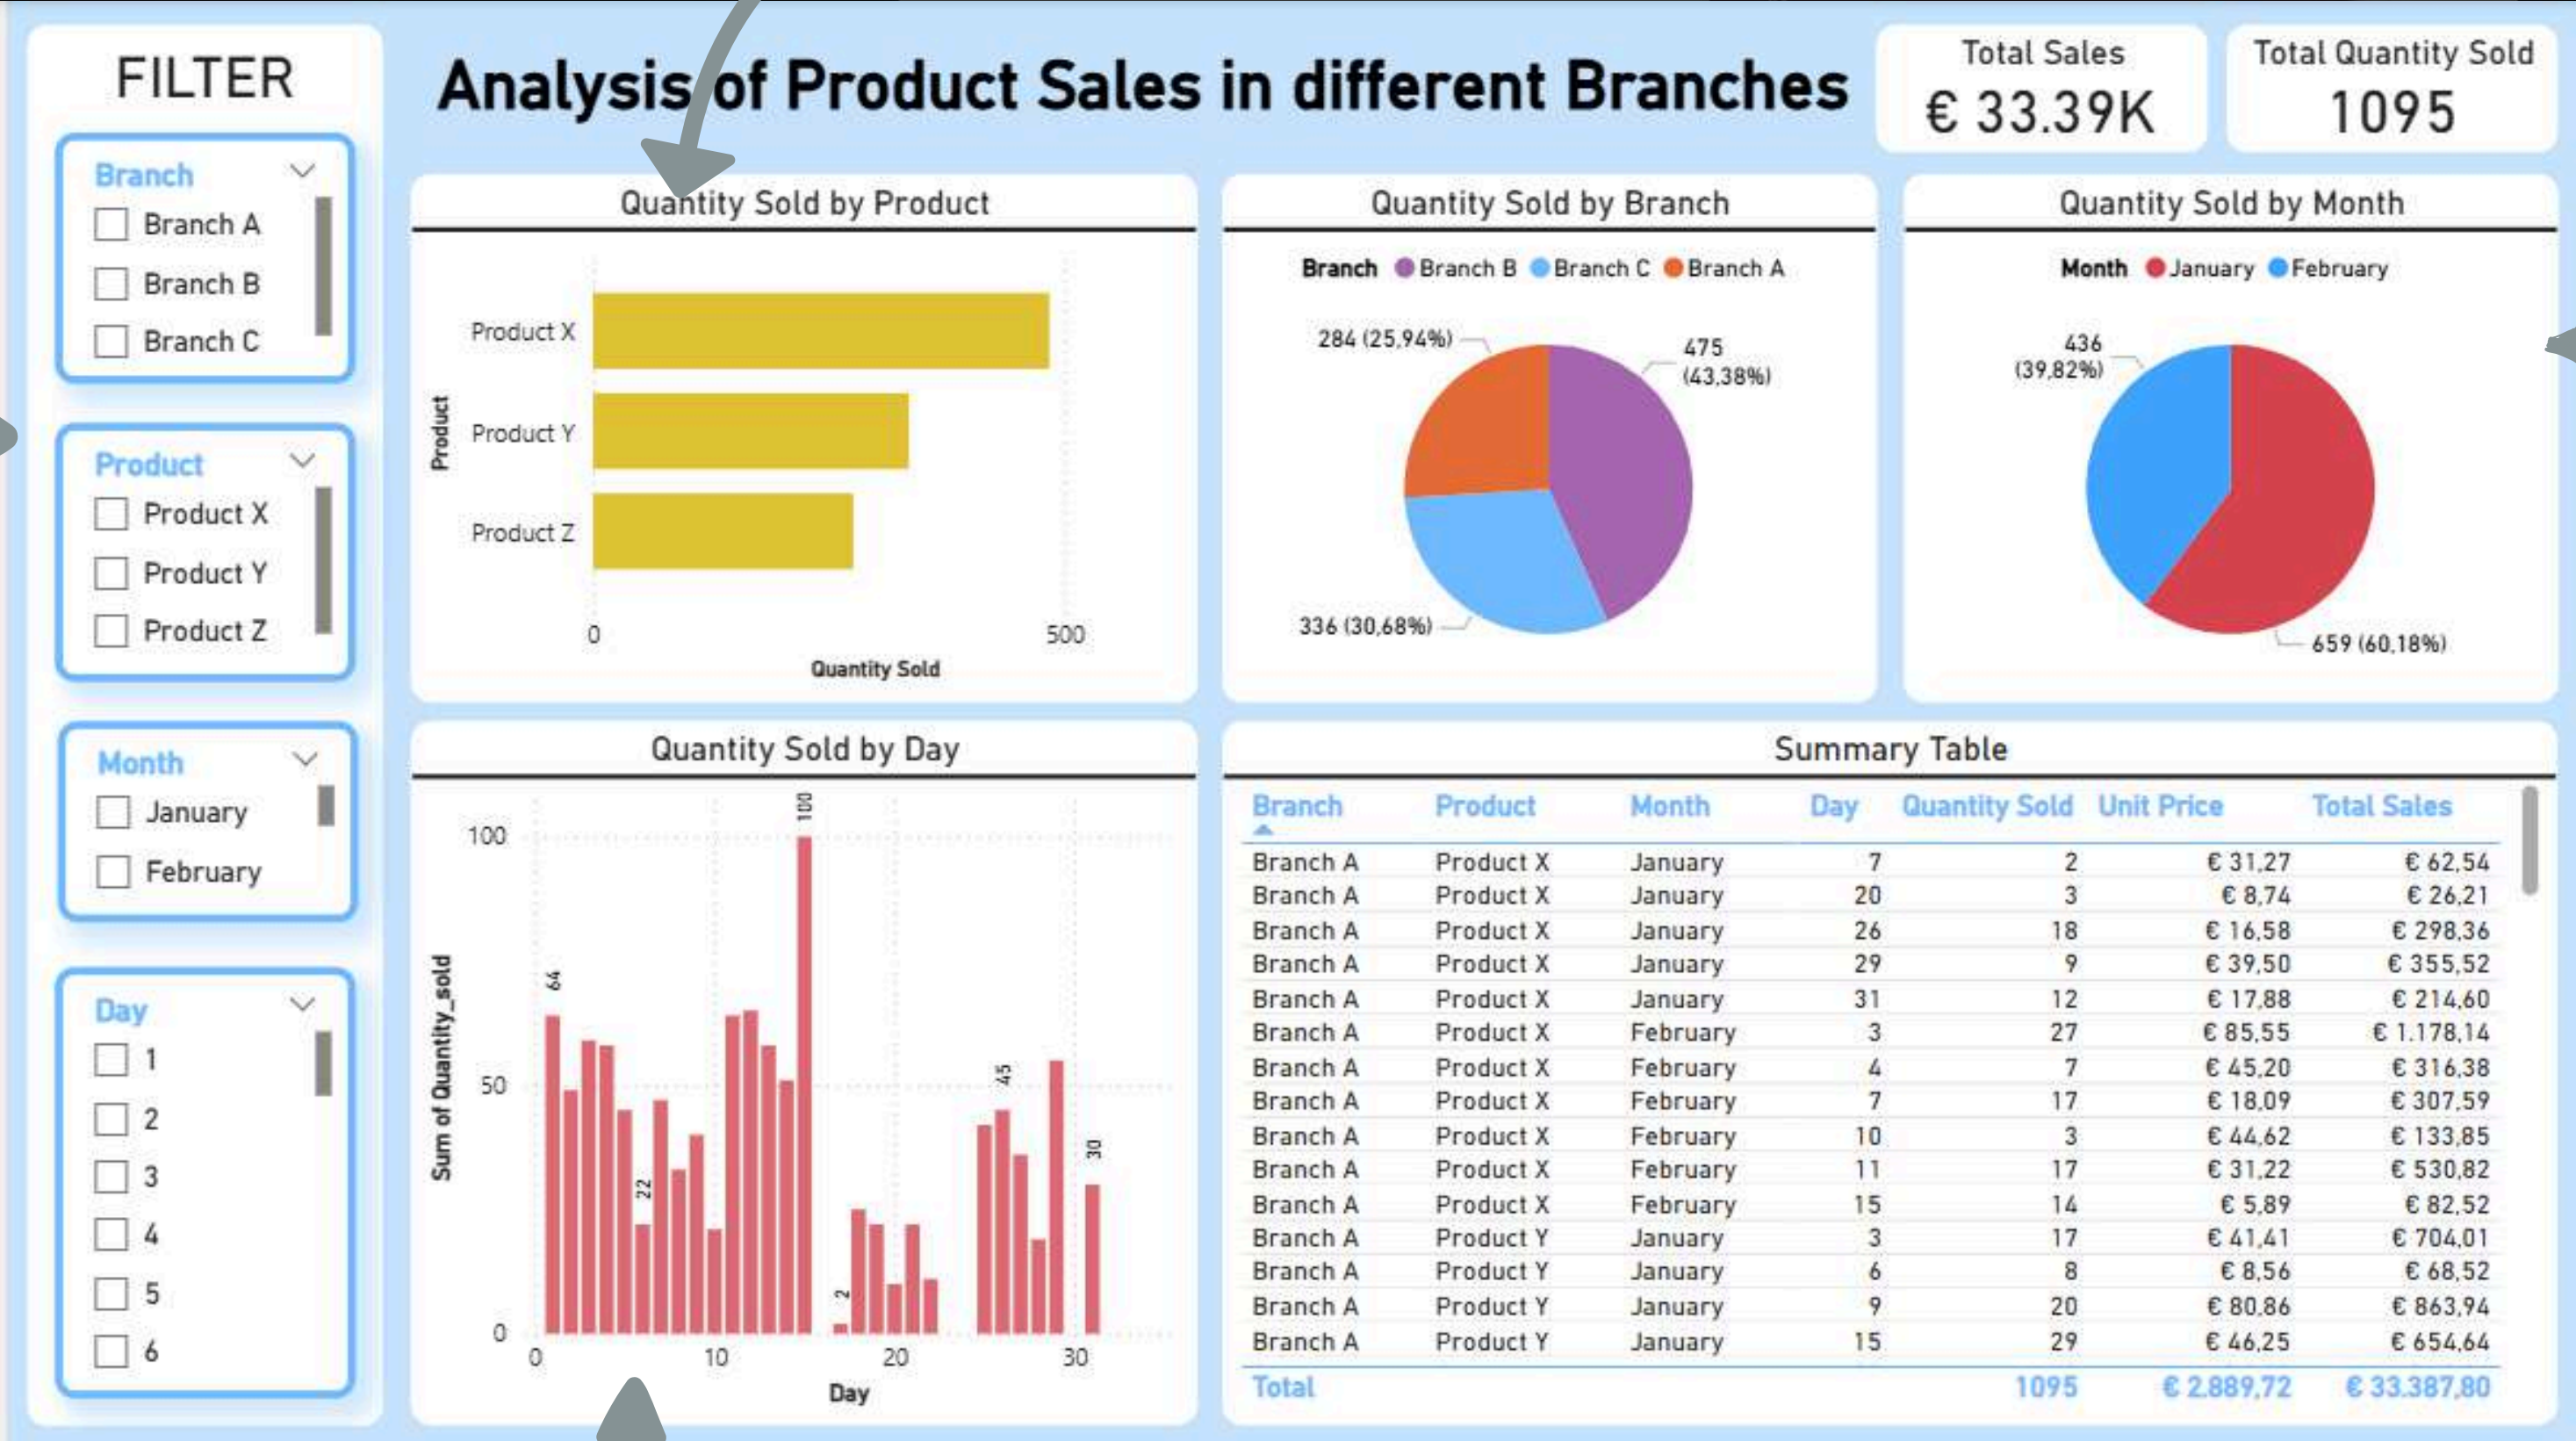 FILTER
Branch
Branch A
Branch B
Branch C
Product
Product X
Product Y
Product Z
Month
January
February
Day
1
2
3
4
5
6
Analysis of Product Sales in different Branches
Total Sales
€ 33.39K
Total Quantity Sold
1095
Quantity Sold by Product
Product
Product X
Product Y
Product Z
0 500
Quantity Sold
Quantity Sold by Branch
Branch Branch B Branch C Branch A
284 (25,94%)
475
(43,38%)
336 (30,68%)
Quantity Sold by Month
Month January February
436
(39,82%)
659 (60,18%)
Quantity Sold by Day
Sum of Quantity_sold
100
50
0
64
22
100
2
45
30
0 10 20 30
Day
Summary Table
Branch Product Month Day Quantity Sold Unit Price Total Sales
Branch A Product X January 7 2 € 31,27 € 62,54
Branch A Product X January 20 3 € 8,74 € 26,21
Branch A Product X January 26 18 € 16,58 € 298,36
Branch A Product X January 29 9 € 39,50 € 355,52
Branch A Product X January 31 12 € 17,88 € 214,60
Branch A Product X February 3 27 € 85,55 € 1.178,14
Branch A Product X February 4 7 € 45,20 € 316,38
Branch A Product X February 7 17 € 18,09 € 307,59
Branch A Product X February 10 3 € 44,62 € 133,85
Branch A Product X February 11 17 € 31,22 € 530,82
Branch A Product X February 15 14 € 5,89 € 82,52
Branch A Product Y January 3 17 € 41,41 € 704,01
Branch A Product Y January 6 8 € 8,56 € 68,52
Branch A Product Y January 9 20 € 80,86 € 863,94
Branch A Product Y January 15 29 € 46,25 € 654,64
Total 1095 € 2.889,72 € 33.387,80